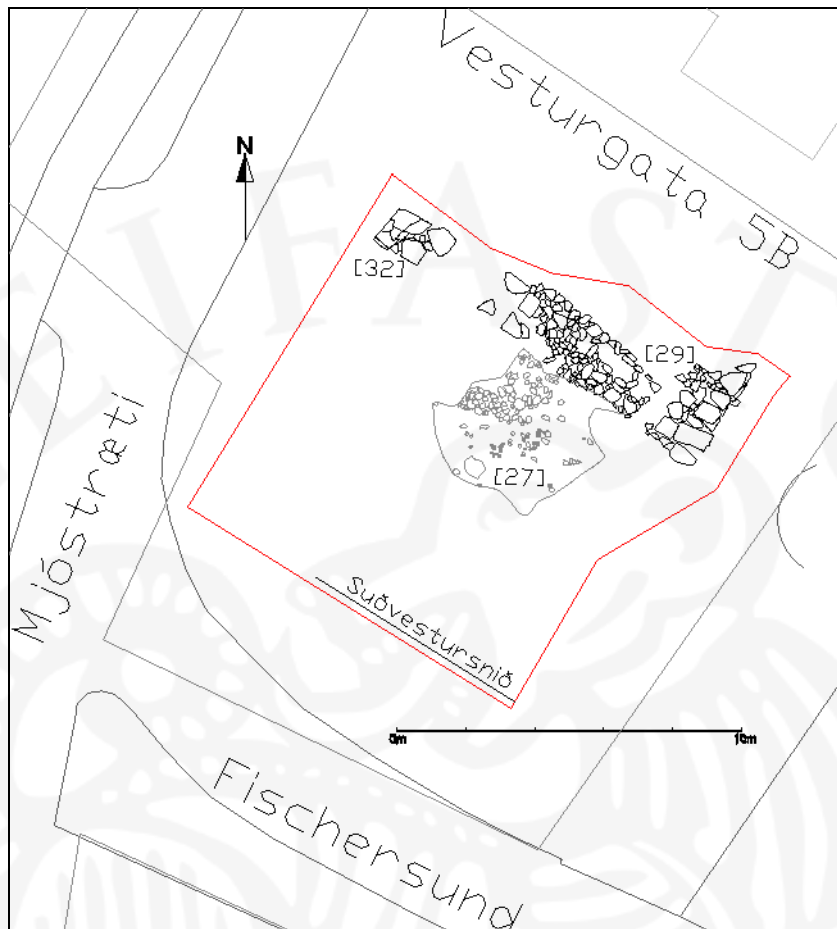 Vesturgata 5B
N
[32]
[29]
[27]
Mjóstræti
Suðvestursnið
0m
10m
Fischersund